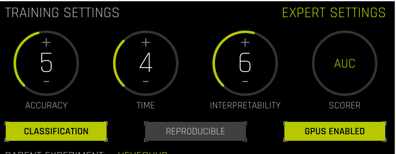 TRAINING SETTINGS EXPERT SETTINGS
+ + +
5 4 6 AUC
− − −
ACCURACY TIME INTERPRETABILITY SCORER
CLASSIFICATION REPRODUCIBLE GPUS ENABLED